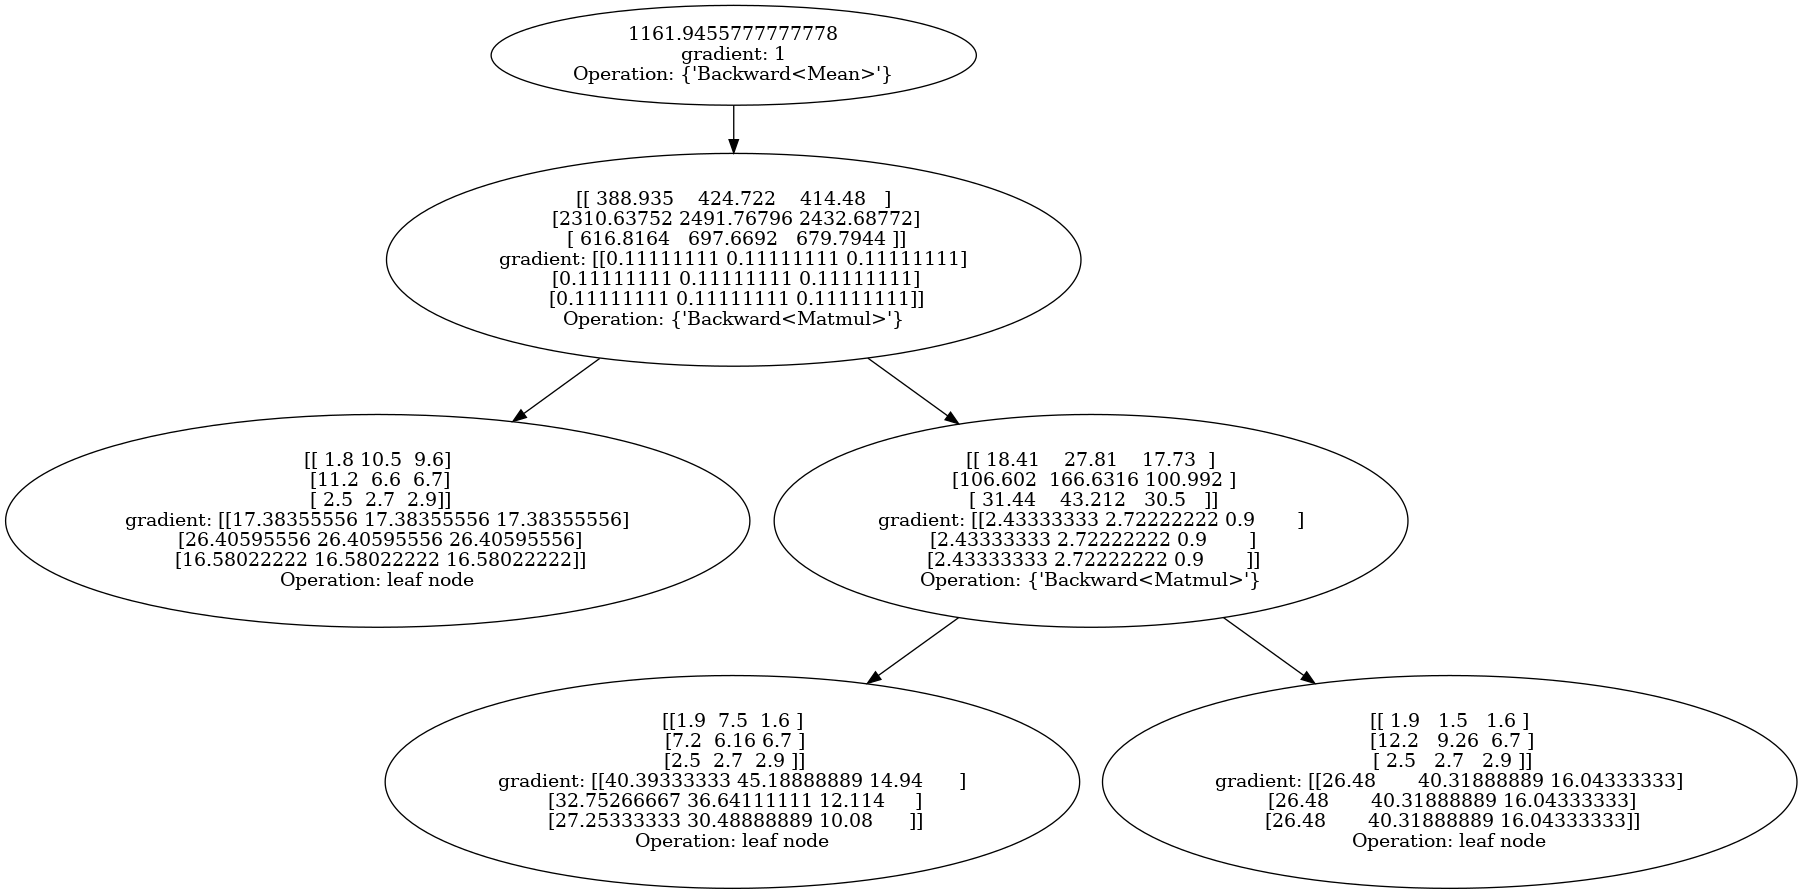 1161.9455777777778
gradient: 1
Operation: {'Backward<Mean>'}
[[ 388.935 424.722 414.48 ]
[2310.63752 2491.76796 2432.68772]
[ 616.8164 697.6692 679.7944 ]]
gradient: [[0.11111111 0.11111111 0.11111111]
[0.11111111 0.11111111 0.11111111]
[0.11111111 0.11111111 0.11111111]]
Operation: {'Backward<Matmul>'}
[[ 1.8 10.5 9.6]
[11.2 6.6 6.7]
[ 2.5 2.7 2.9]]
gradient: [[17.38355556 17.38355556 17.38355556]
[26.40595556 26.40595556 26.40595556]
[16.58022222 16.58022222 16.58022222]]
Operation: leaf node
[[ 18.41 27.81 17.73 ]
[106.602 166.6316 100.992 ]
[ 31.44 43.212 30.5 ]]
gradient: [[2.43333333 2.72222222 0.9 ]
[2.43333333 2.72222222 0.9 ]
[2.43333333 2.72222222 0.9 ]]
Operation: {'Backward<Matmul>'}
[[1.9 7.5 1.6 ]
[7.2 6.16 6.7 ]
[2.5 2.7 2.9 ]]
gradient: [[40.39333333 45.18888889 14.94 ]
[32.75266667 36.64111111 12.114 ]
[27.25333333 30.48888889 10.08 ]]
Operation: leaf node
[[ 1.9 1.5 1.6 ]
[12.2 9.26 6.7 ]
[ 2.5 2.7 2.9 ]]
gradient: [[26.48 40.31888889 16.04333333]
[26.48 40.31888889 16.04333333]
[26.48 40.31888889 16.04333333]]
Operation: leaf node